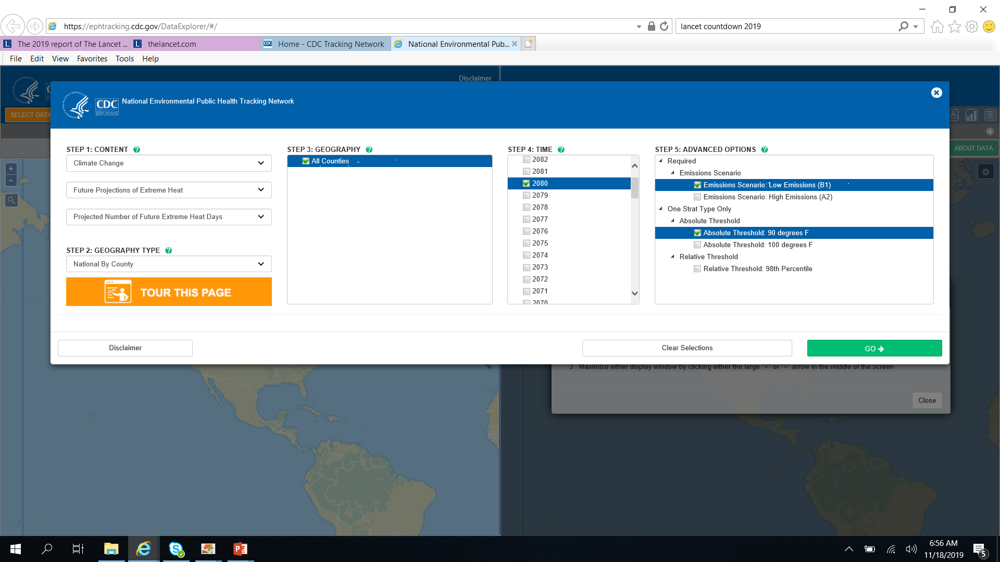 https://ephtracking.cdc.gov/DataExplorer/#/
lancet countdown 2019
The 2019 report of The Lancet ...
thelancet.com
Home - CDC Tracking Network
National Environmental Pub...
File Edit View Favorites Tools Help
Disclaimer
CDC
National Environmental Public Health Tracking Network
SELECT DATA
ABOUT DATA
STEP 1: CONTENT
Climate Change
Future Projections of Extreme Heat
Projected Number of Future Extreme Heat Days
STEP 2: GEOGRAPHY TYPE
National By County
TOUR THIS PAGE
STEP 3: GEOGRAPHY
All Counties
STEP 4: TIME
2082
2081
2080
2079
2078
2077
2076
2075
2074
2073
2072
2071
2070
STEP 5: ADVANCED OPTIONS
Required
Emissions Scenario
Emissions Scenario: Low Emissions (B1)
Emissions Scenario: High Emissions (A2)
One Strat Type Only
Absolute Threshold
Absolute Threshold: 90 degrees F
Absolute Threshold: 100 degrees F
Relative Threshold
Relative Threshold: 98th Percentile
Disclaimer
Clear Selections
GO
3. Maximize either display window by clicking either the large "<" or ">" arrow in the middle of the screen
Close
6:56 AM
11/18/2019
5